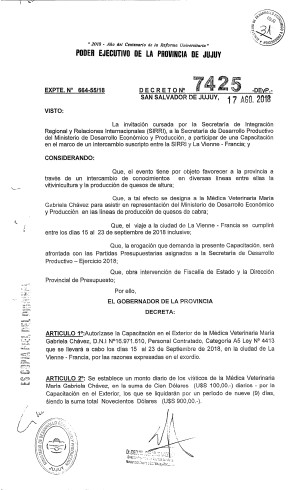 " 2018 - Año del Centenario de la Reforma Universitaria"
PODER EJECUTIVO DE LA PROVINCIA DE JUJUY
31
EXPTE. N° 664-55/18
DECRETO N° 7425 -DEyP.-
SAN SALVADOR DE JUJUY, 17 AGO. 2018
VISTO:
La invitación cursada por la Secretaría de Integración
Regional y Relaciones Internacionales (SIRRI), a la Secretaría de Desarrollo Productivo
del Ministerio de Desarrollo Económico y Producción, a participar de una Capacitación
en el marco de un intercambio suscripto entre la SIRRI y La Vienne - Francia; y
CONSIDERANDO:
Que, el evento tiene por objeto favorecer a la provincia a
través de un intercambio de conocimientos en diversas líneas entre ellas la
vitivinicultura y la producción de quesos de altura;
Que, a tal efecto se designa a la Médica Veterinaria María
Gabriela Chávez para asistir en representación del Ministerio de Desarrollo Económico
y Producción, en las líneas de producción de quesos de cabra;
Que, el viaje a la ciudad de La Vienne - Francia se cumplirá
entre los días 15 al 23 de septiembre de 2018 inclusive;
Que, la erogación que demanda la presente Capacitación, será
afrontada con las Partidas Presupuestarias asignados a la Secretaría de Desarrollo
Productivo – Ejercicio 2018;
Que, obra intervención de Fiscalía de Estado y la Dirección
Provincial de Presupuesto;
Por ello,
EL GOBERNADOR DE LA PROVINCIA
DECRETA:
ARTÍCULO 1°: Autorízase la Capacitación en el Exterior de la Médica Veterinaria María
Gabriela Chávez, D.N.I N°16.971.610, Personal Contratado, Categoría A5 Ley N° 4413
que se llevará a cabo los días 15 al 23 de Septiembre de 2018, en la ciudad de La
Vienne - Francia, por las razones expresadas en el exordio.
ARTÍCULO 2°: Se establece un monto diario de los viáticos de la Médica Veterinaria
María Gabriela Chávez, en la suma de Cien Dólares (U$S 100,00.-) diarios - por la
Capacitación en el Exterior, los que se liquidarán por un periodo de nueve (9) días,
siendo la suma total Novecientos Dólares (U$S 900,00.-).
ES COPIA FIEL DEL ORIGINAL